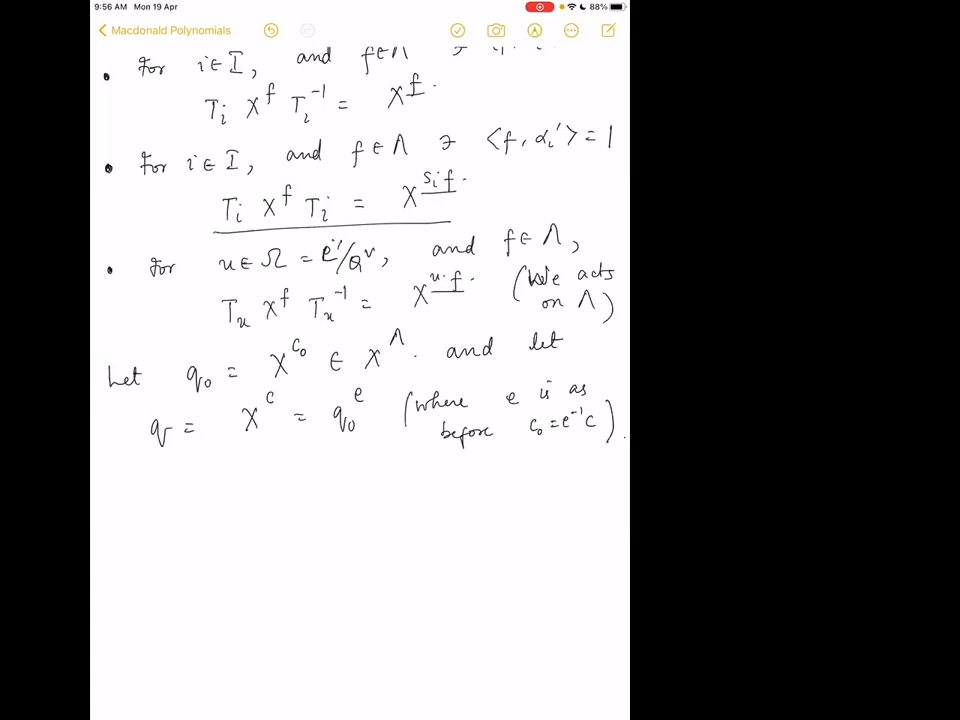 9:56 AM Mon 19 Apr
88%
Macdonald Polynomials
• For i ∈ I, and f ∈ Λ
T_i X^f T_i^{-1} = X^f.
• For i ∈ I, and f ∈ Λ ∋ ⟨f, α_i'⟩ = 1
T_i X^f T_i = X^{s_i f}.
• For u ∈ Ω = P'/Q^v, and f ∈ Λ,
T_u X^f T_u^{-1} = X^{u·f}. (acts on Λ)
Let q_0 = X^{c_0} ∈ X^Λ. and let
q = X^c = q_0^e (where e is as before c_0 = e^{-1}c).